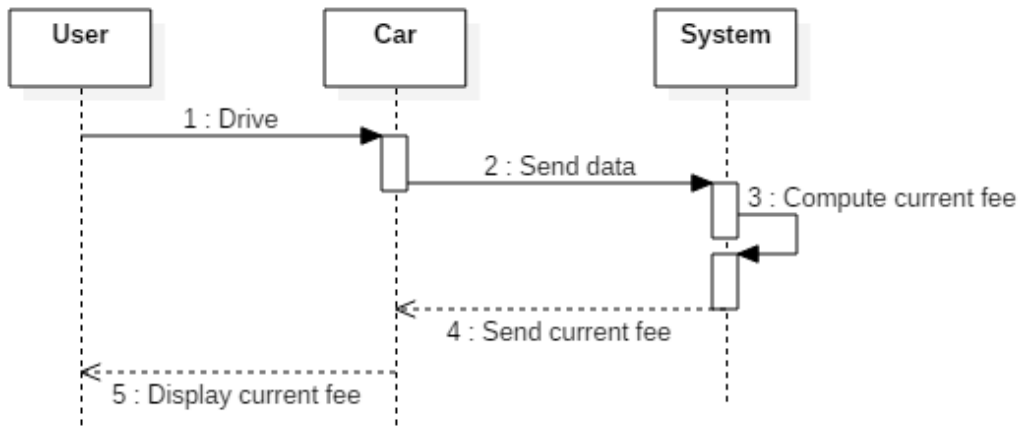 User
Car
System
1 : Drive
2 : Send data
3 : Compute current fee
4 : Send current fee
5 : Display current fee